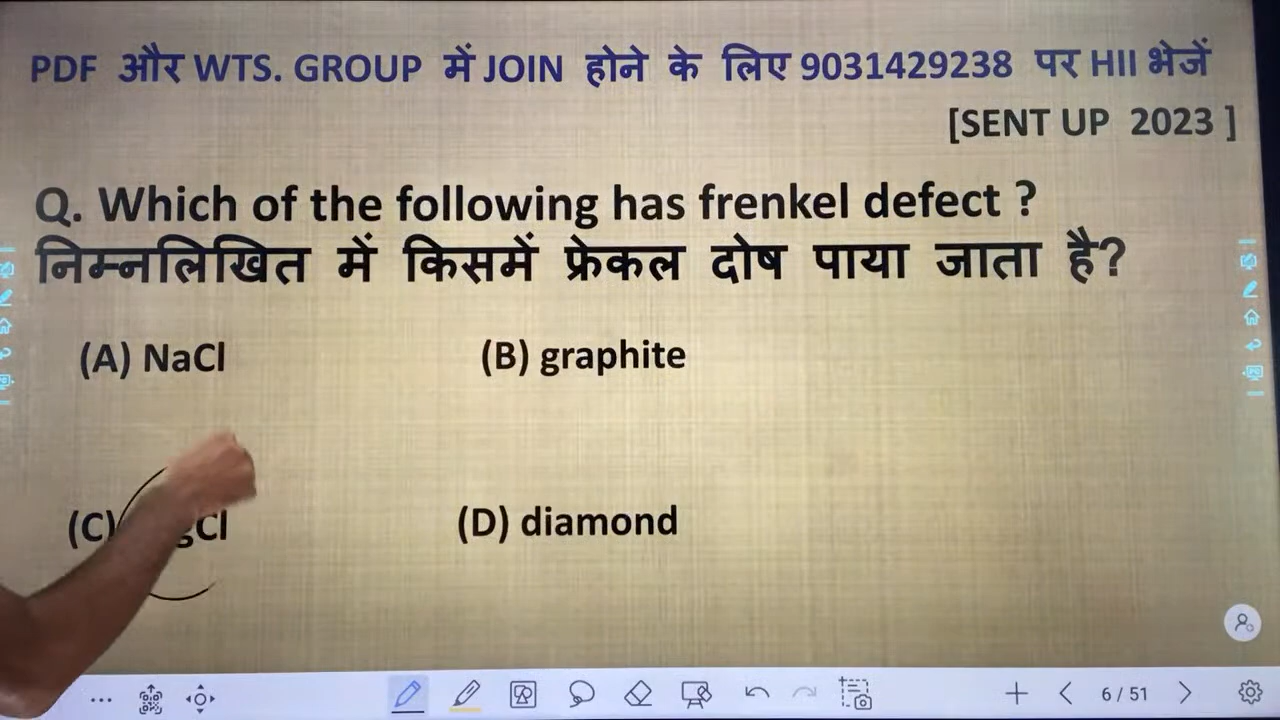 PDF और WTS. GROUP में JOIN होने के लिए 9031429238 पर HII भेजें
[SENT UP 2023 ]
Q. Which of the following has frenkel defect ?
निम्नलिखित में किसमें फ्रेकल दोष पाया जाता है?
(A) NaCl (B) graphite
(C) (D) diamond
6 / 51